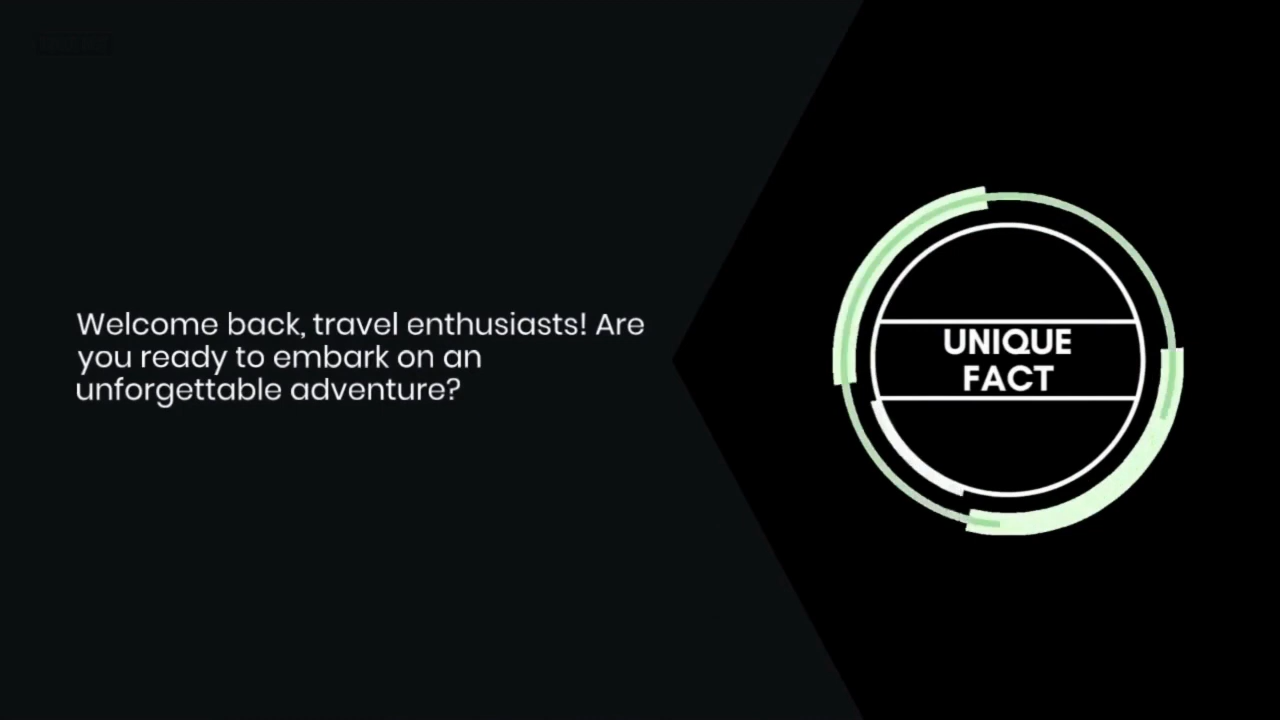 Welcome back, travel enthusiasts! Are
you ready to embark on an
unforgettable adventure?
UNIQUE
FACT